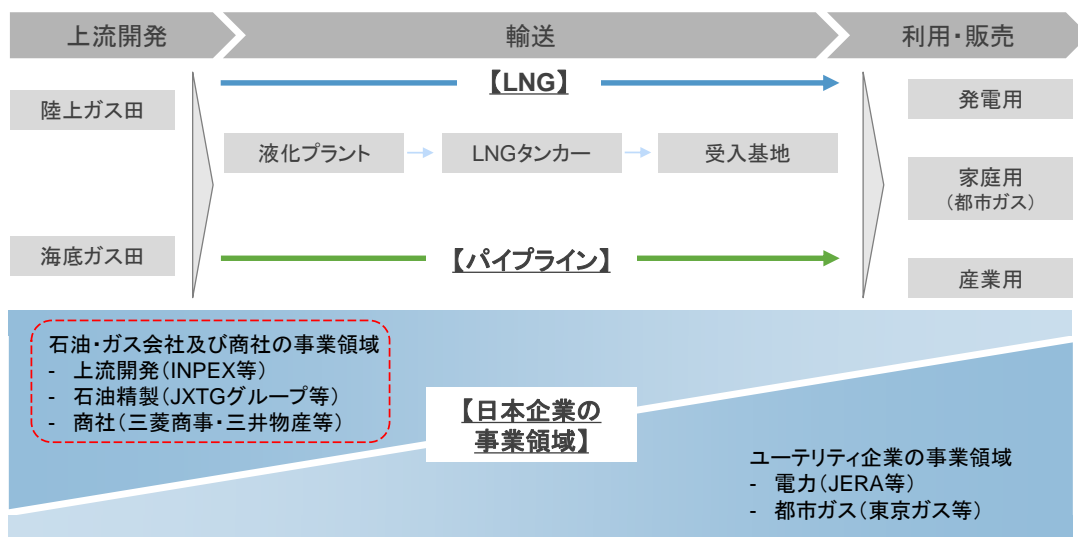 上流開発
輸送
利用・販売
陸上ガス田
海底ガス田
【LNG】
液化プラント
LNGタンカー
受入基地
【パイプライン】
発電用
家庭用
(都市ガス)
産業用
石油・ガス会社及び商社の事業領域
- 上流開発(INPEX等)
- 石油精製(JXTGグループ等)
- 商社(三菱商事・三井物産等)
【日本企業の
事業領域】
ユーテリティ企業の事業領域
- 電力(JERA等)
- 都市ガス(東京ガス等)